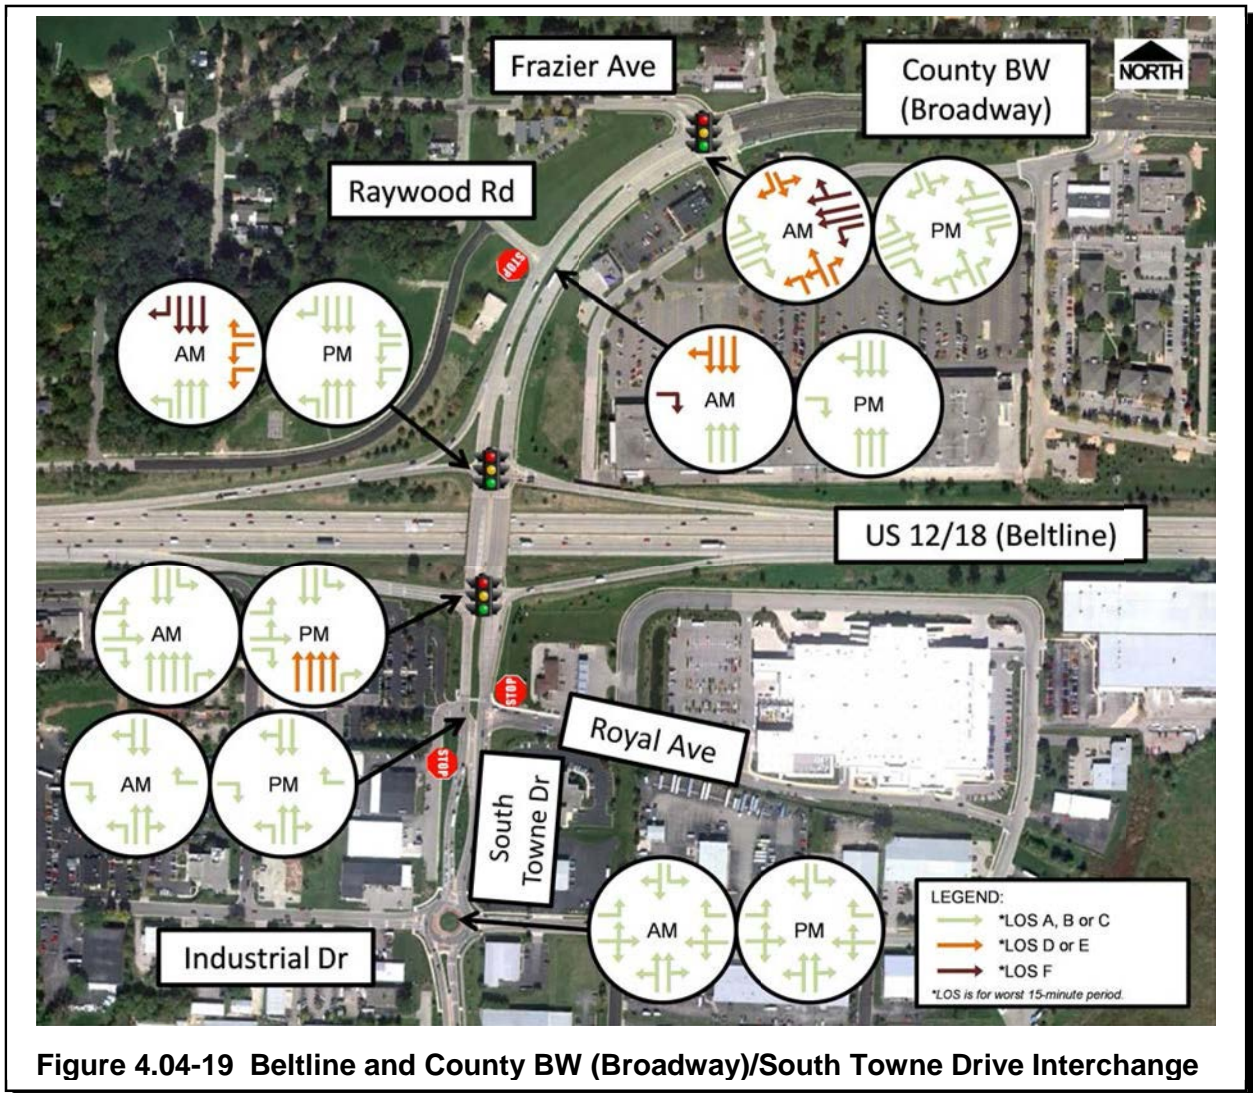 Frazier Ave
County BW
(Broadway)
NORTH
Raywood Rd
STOP
AM
PM
AM
PM
AM
PM
US 12/18 (Beltline)
AM
PM
STOP
Royal Ave
STOP
AM
PM
South
Towne Dr
AM
PM
Industrial Dr
LEGEND:
*LOS A, B or C
*LOS D or E
*LOS F
*LOS is for worst 15-minute period.
Figure 4.04-19 Beltline and County BW (Broadway)/South Towne Drive Interchange